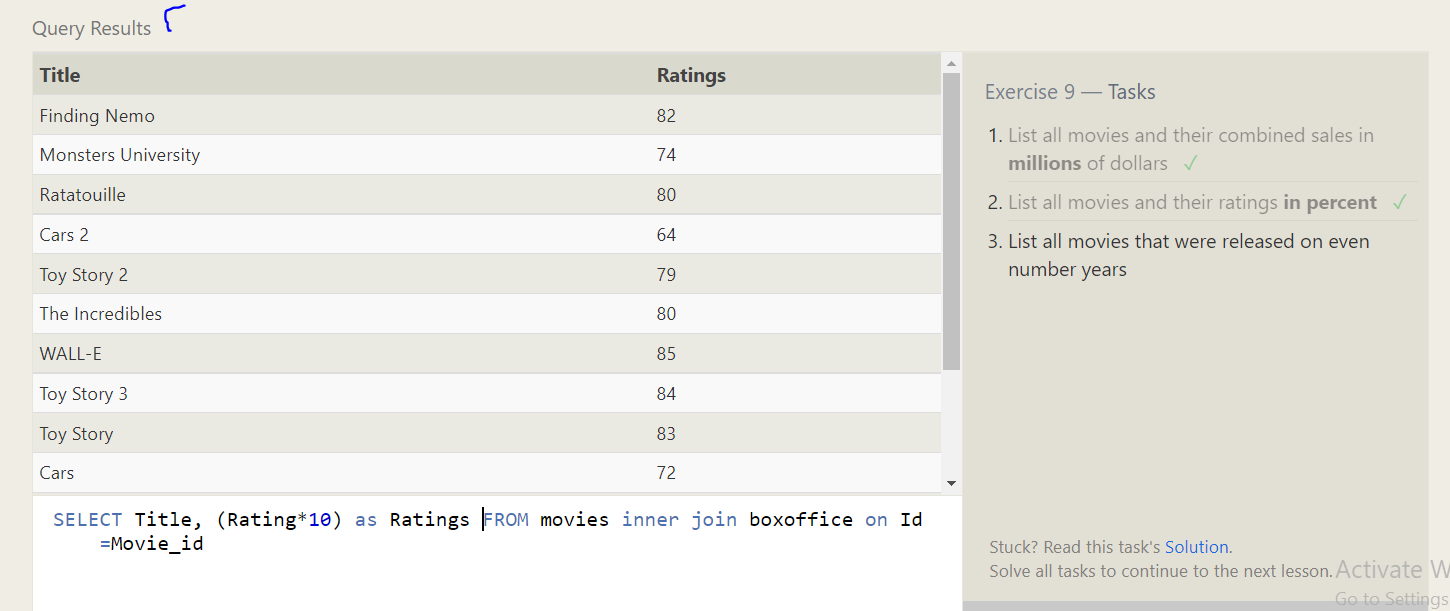 Query Results
Title Ratings
Finding Nemo 82
Monsters University 74
Ratatouille 80
Cars 2 64
Toy Story 2 79
The Incredibles 80
WALL-E 85
Toy Story 3 84
Toy Story 83
Cars 72
SELECT Title, (Rating*10) as Ratings FROM movies inner join boxoffice on Id
=Movie_id
Exercise 9 — Tasks
1. List all movies and their combined sales in
millions of dollars ✓
2. List all movies and their ratings in percent ✓
3. List all movies that were released on even
number years
Stuck? Read this task's Solution.
Solve all tasks to continue to the next lesson.
Activate W
Go to Settings